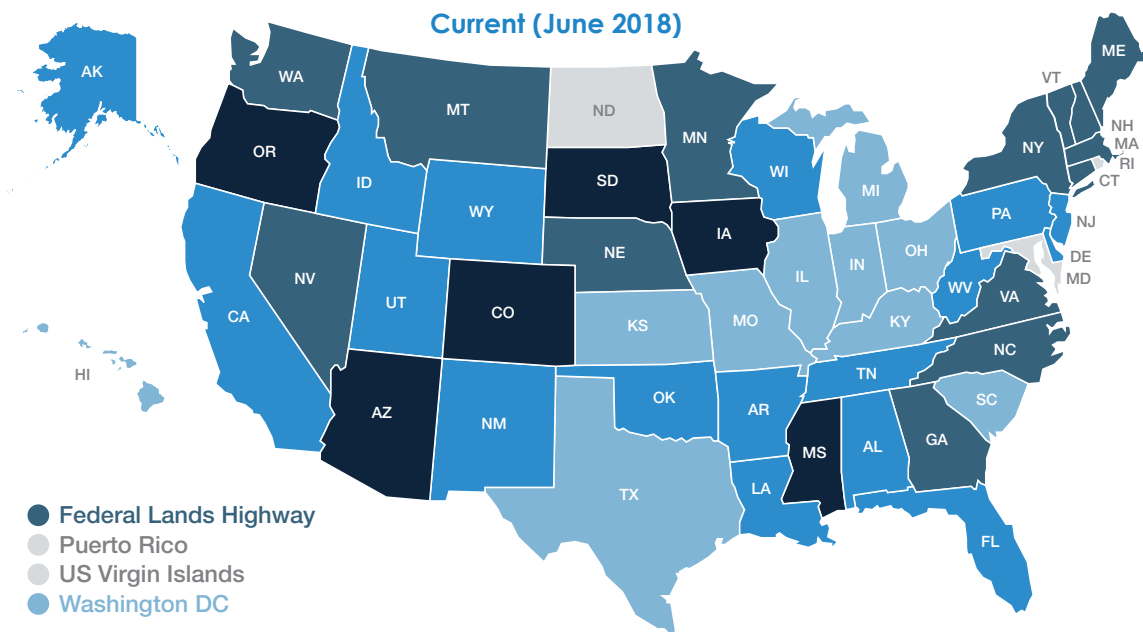 Current (June 2018)
AK
WA
MT
ND
MN
VT
ME
NH
MA
RI
CT
NY
OR
ID
SD
WI
MI
WY
IA
PA
NJ
NE
OH
DE
MD
NV
UT
IL
IN
WV
VA
CA
CO
KS
MO
KY
NC
HI
TN
AZ
NM
OK
AR
SC
MS
AL
GA
TX
LA
FL
Federal Lands Highway
Puerto Rico
US Virgin Islands
Washington DC